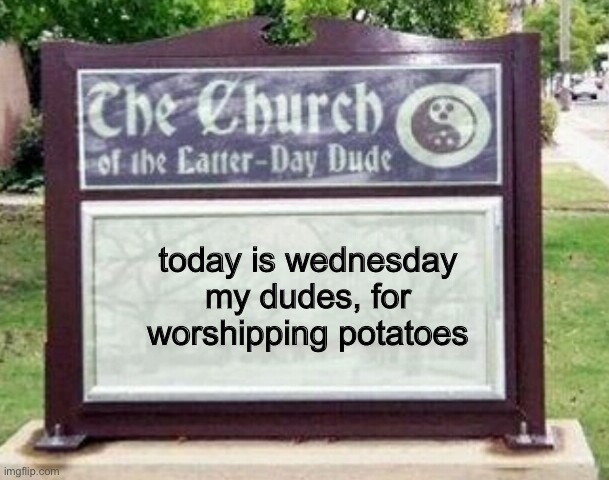 The Church
of the Latter-Day Dude
today is wednesday
my dudes, for
worshipping potatoes
imgflip.com